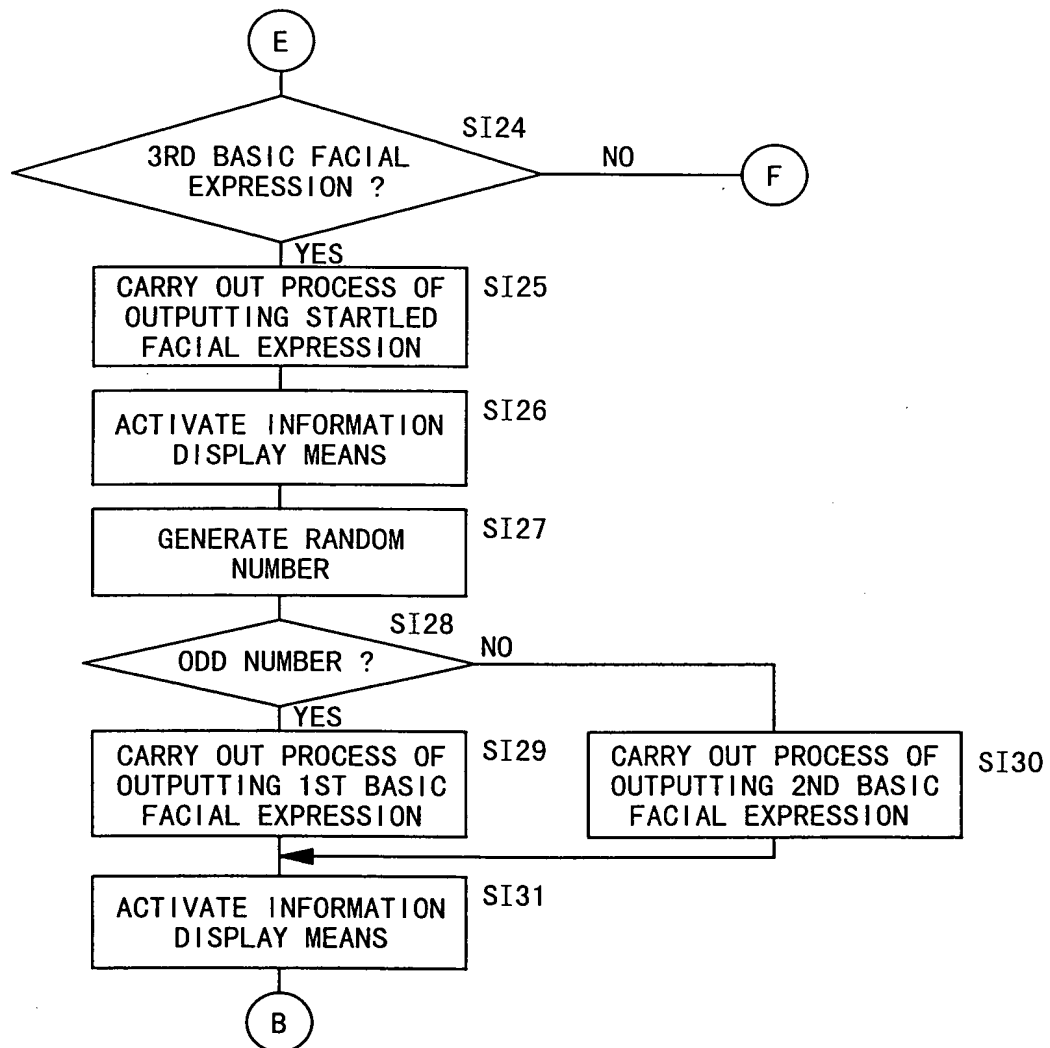 E
SI24
3RD BASIC FACIAL
EXPRESSION ?
NO
F
YES
CARRY OUT PROCESS OF
OUTPUTTING STARTLED
FACIAL EXPRESSION
SI25
ACTIVATE INFORMATION
DISPLAY MEANS
SI26
GENERATE RANDOM
NUMBER
SI27
SI28
ODD NUMBER ?
NO
YES
CARRY OUT PROCESS OF
OUTPUTTING 1ST BASIC
FACIAL EXPRESSION
SI29
CARRY OUT PROCESS OF
OUTPUTTING 2ND BASIC
FACIAL EXPRESSION
SI30
ACTIVATE INFORMATION
DISPLAY MEANS
SI31
B